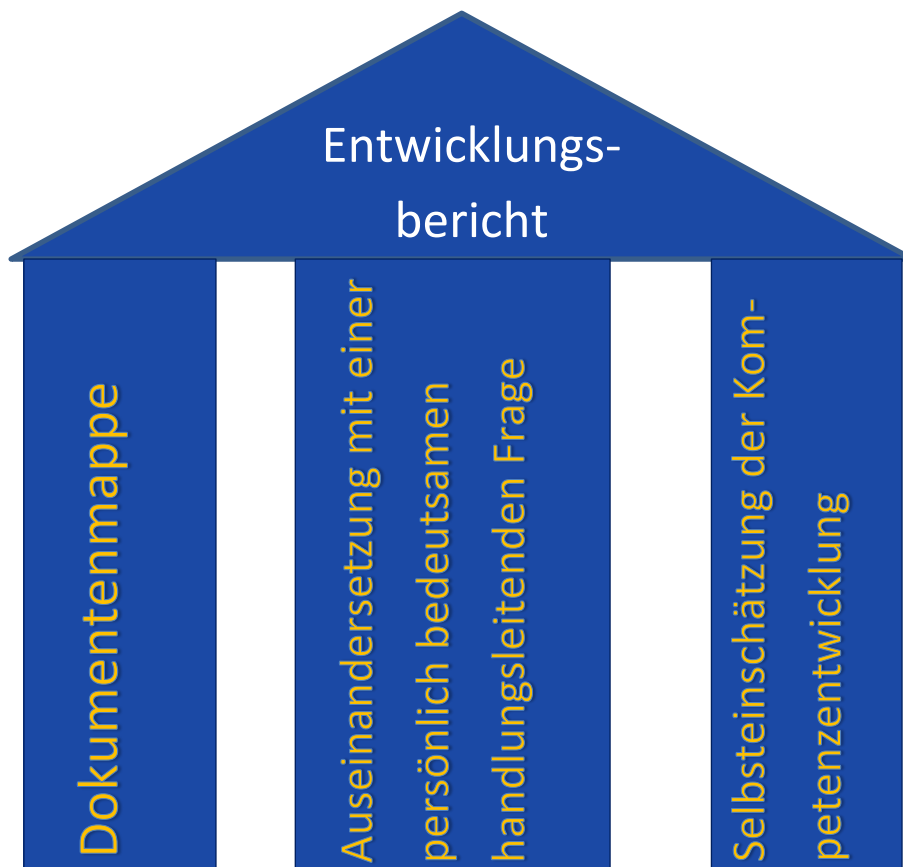 Entwicklungs-
bericht
Dokumentenmappe
Auseinandersetzung mit einer
persönlich bedeutsamen
handlungsleitenden Frage
Selbsteinschätzung der Kom-
petenzentwicklung